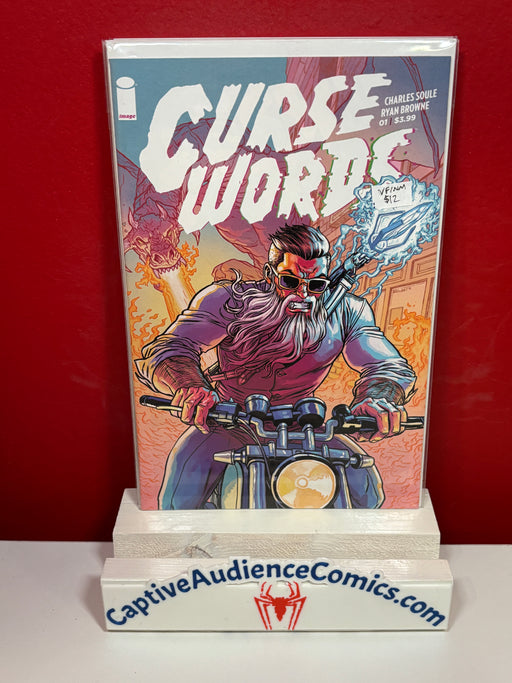 image
CURSE
WORDS
CHARLES SOULE
RYAN BROWNE
01 | $3.99
VF/NM
$12
CaptiveAudienceComics.com